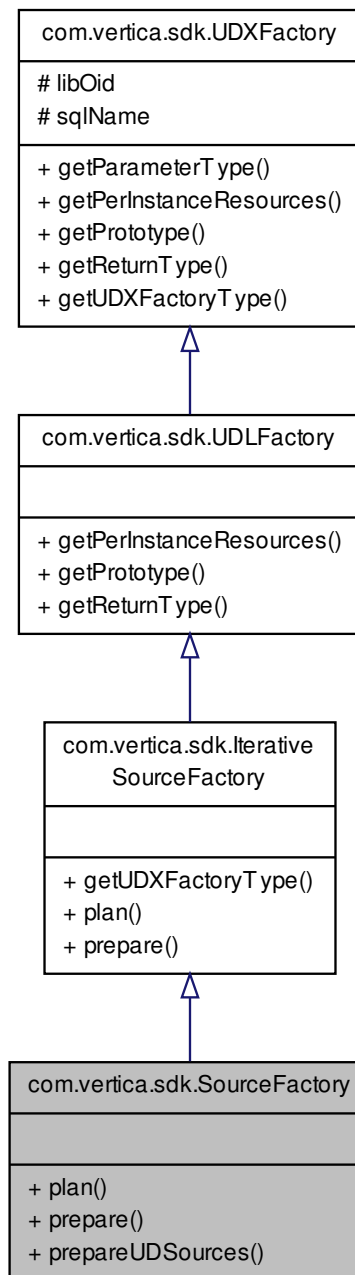 com.vertica.sdk.UDXFactory
# libOid
# sqlName
+ getParameterType()
+ getPerInstanceResources()
+ getPrototype()
+ getReturnType()
+ getUDXFactoryType()
com.vertica.sdk.UDLFactory
+ getPerInstanceResources()
+ getPrototype()
+ getReturnType()
com.vertica.sdk.Iterative
SourceFactory
+ getUDXFactoryType()
+ plan()
+ prepare()
com.vertica.sdk.SourceFactory
+ plan()
+ prepare()
+ prepareUDSources()